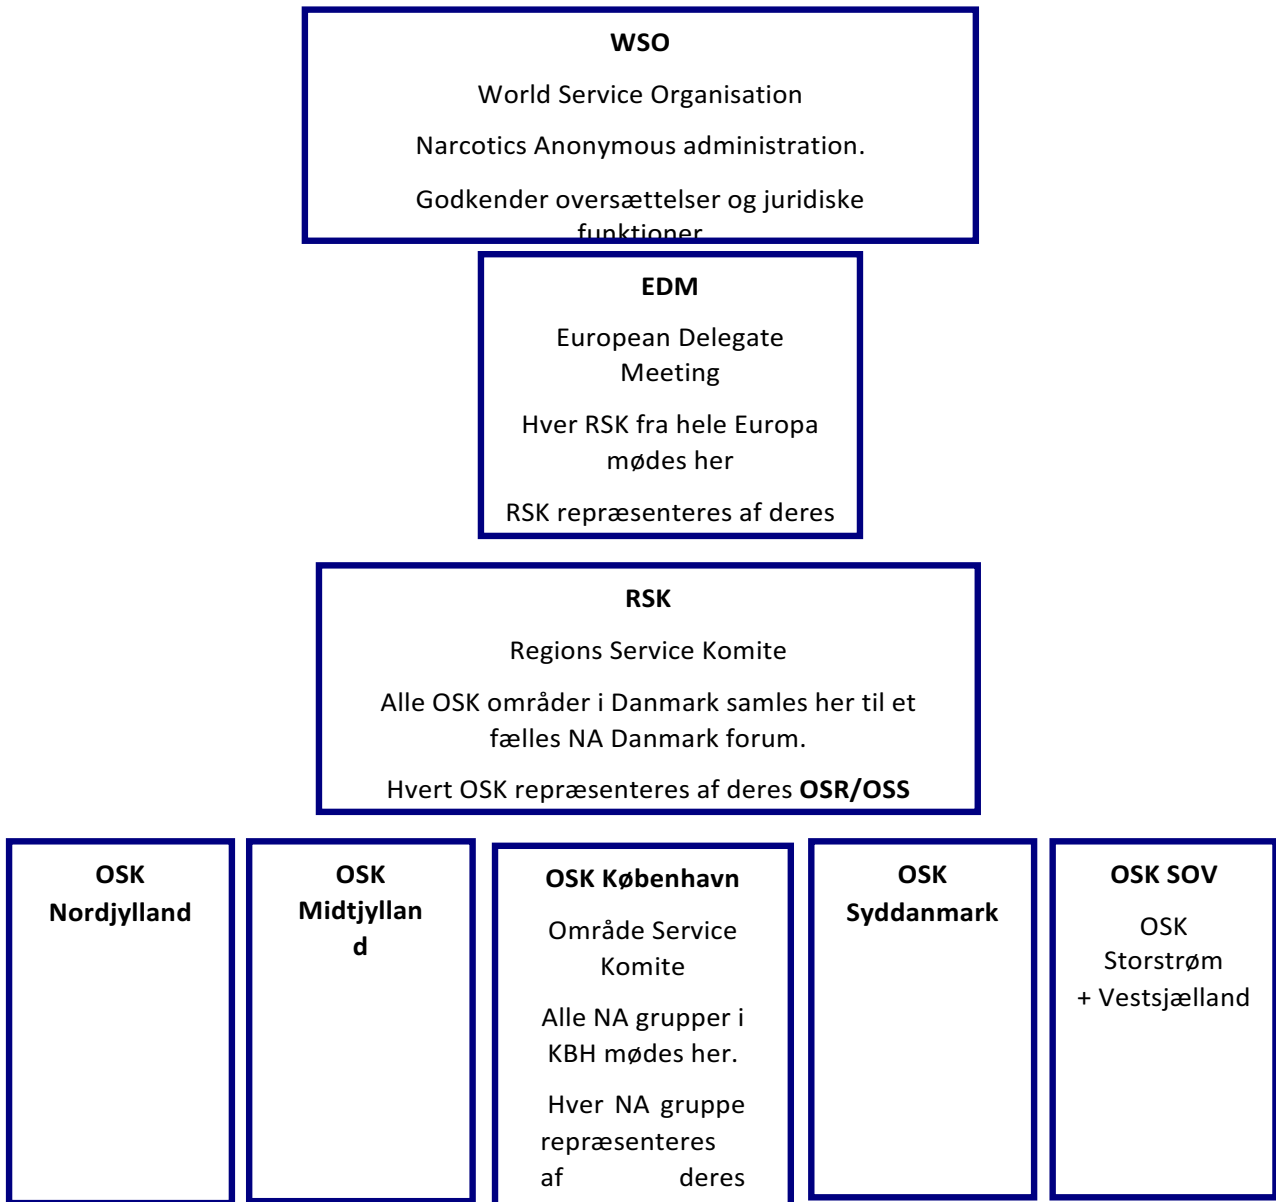 WSO
World Service Organisation
Narcotics Anonymous administration.
Godkender oversættelser og juridiske
funktioner
EDM
European Delegate
Meeting
Hver RSK fra hele Europa
mødes her
RSK repræsenteres af deres
RSK
Regions Service Komite
Alle OSK områder i Danmark samles her til et
fælles NA Danmark forum.
Hvert OSK repræsenteres af deres OSR/OSS
OSK
Nordjylland
OSK
Midtjyllan
d
OSK København
Område Service
Komite
Alle NA grupper i
KBH mødes her.
Hver NA gruppe
repræsenteres
af deres
OSK
Syddanmark
OSK SOV
OSK
Storstrøm
+ Vestsjælland